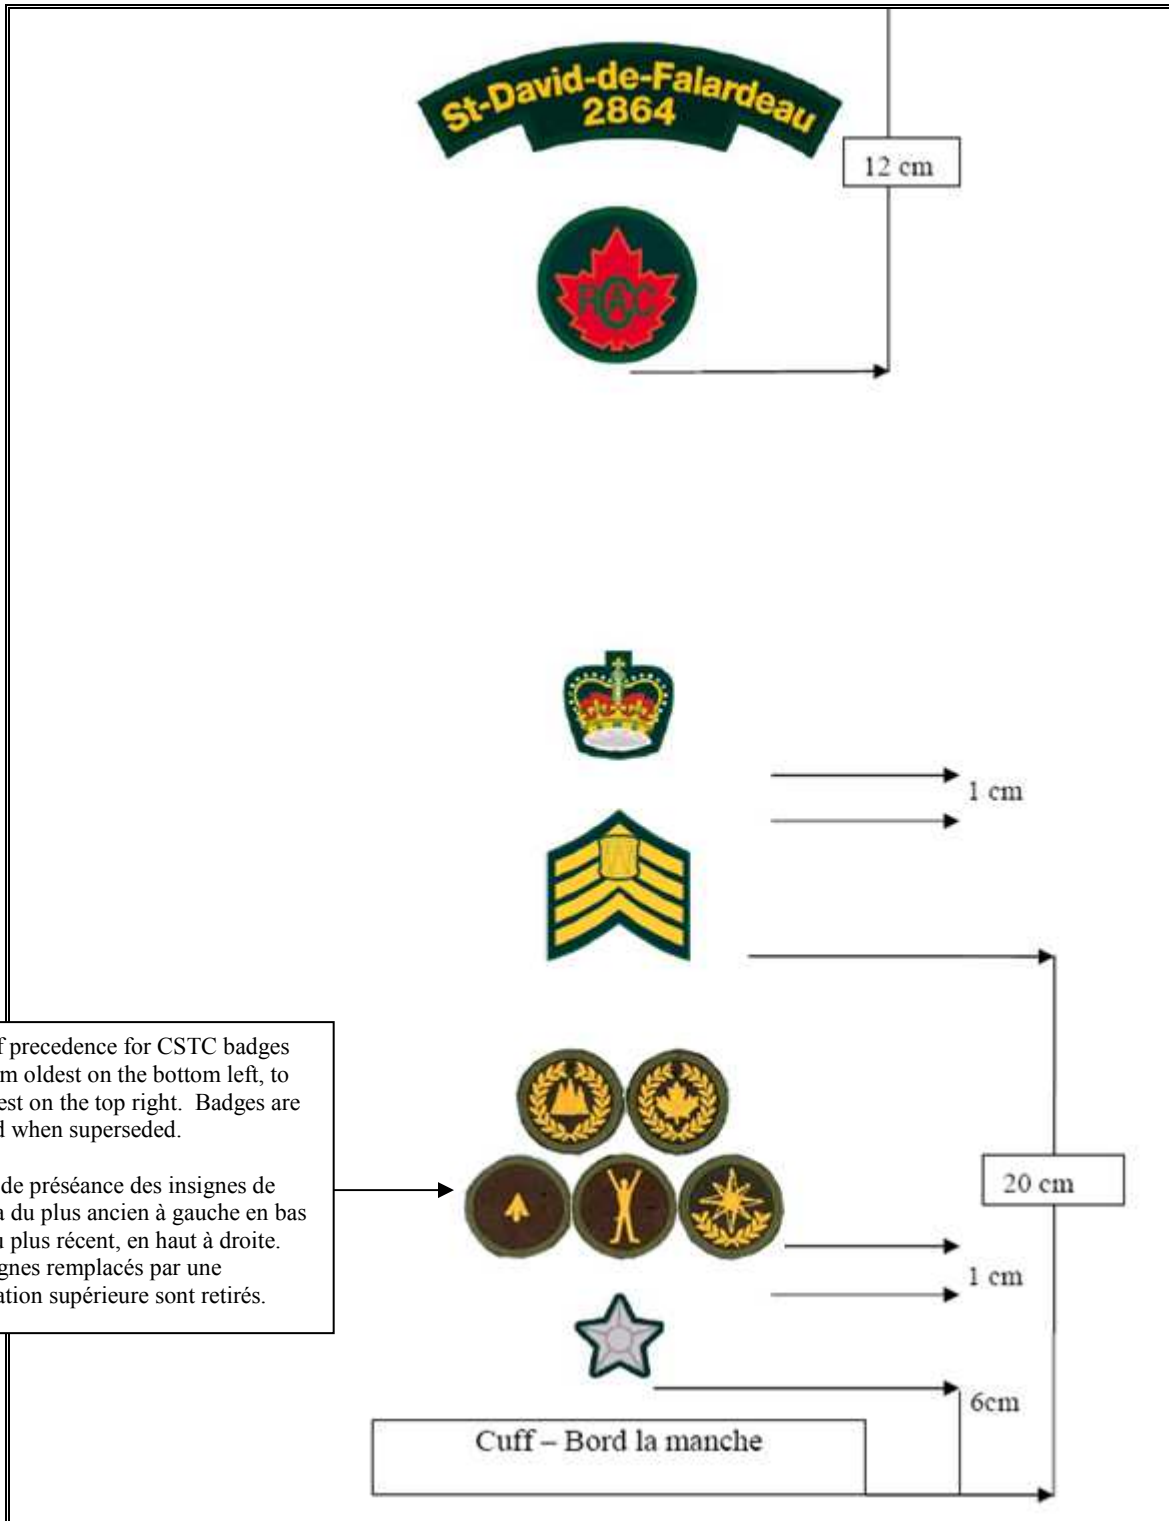 St-David-de-Falardeau
2864
12 cm
RCAC
1 cm
precedence for CSTC badges
oldest on the bottom left, to
on the top right. Badges are
when superseded.
de préséance des insignes de
du plus ancien à gauche en bas
plus récent, en haut à droite.
remplacés par une
supérieure sont retirés.
20 cm
1 cm
6cm
Cuff – Bord la manche